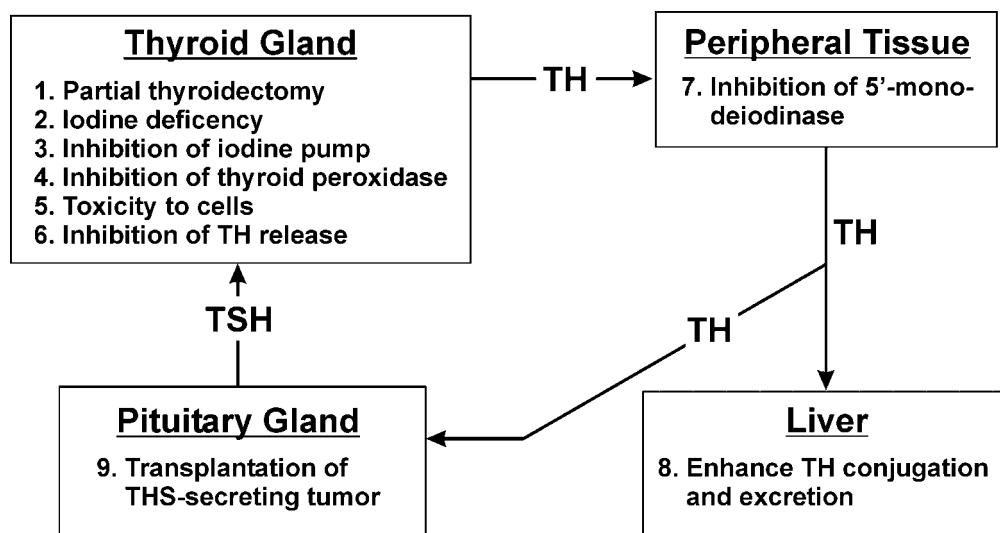 Thyroid Gland
1. Partial thyroidectomy
2. Iodine deficency
3. Inhibition of iodine pump
4. Inhibition of thyroid peroxidase
5. Toxicity to cells
6. Inhibition of TH release
TH
Peripheral Tissue
7. Inhibition of 5’-mono-
deiodinase
TH
TH
TSH
Pituitary Gland
9. Transplantation of
THS-secreting tumor
Liver
8. Enhance TH conjugation
and excretion